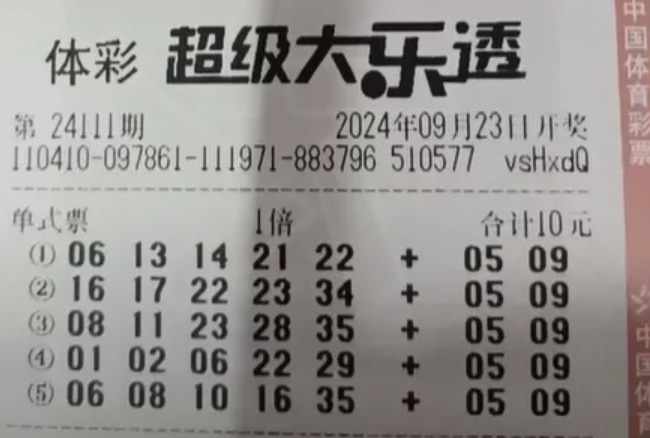 体彩 超级大乐透
第 24111期 2024年09月23日开奖
110410-097861-111971-883796 510577 vsHxdQ
单式票 1倍 合计10元
① 06 13 14 21 22 + 05 09
② 16 17 22 23 34 + 05 09
③ 08 11 23 28 35 + 05 09
④ 01 02 06 22 29 + 05 09
⑤ 06 08 10 16 35 + 05 09
中国体育彩票
中国体育